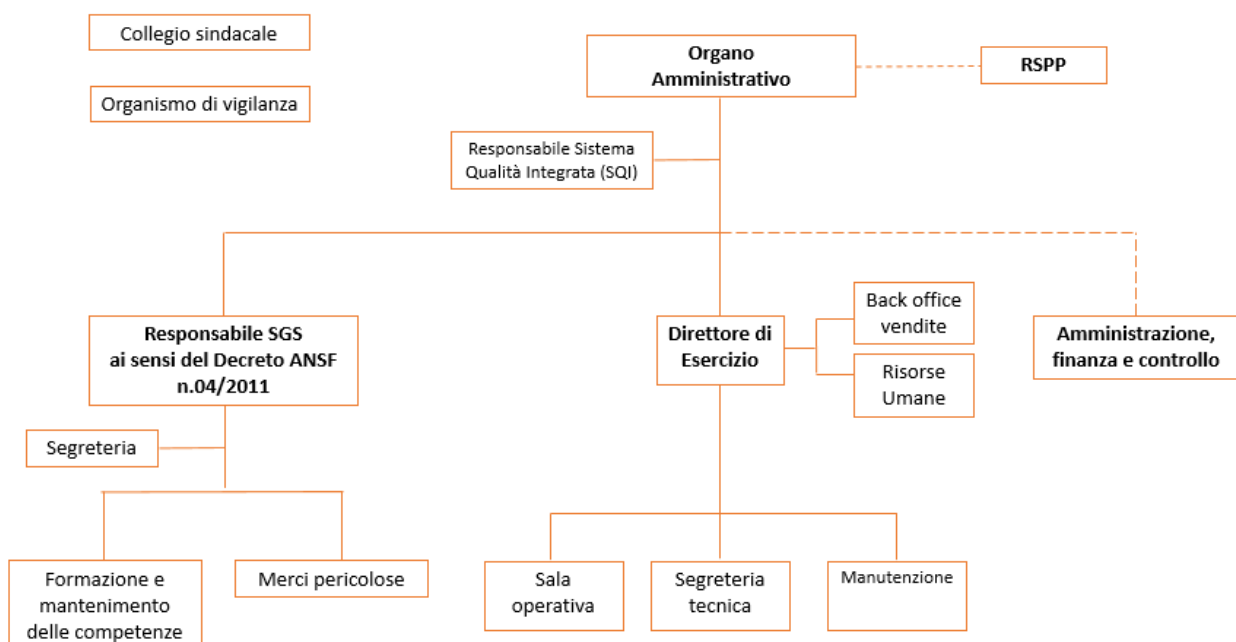 Collegio sindacale
Organo
Amministrativo
RSPP
Organismo di vigilanza
Responsabile Sistema
Qualità Integrata (SQI)
Responsabile SGS
ai sensi del Decreto ANSF
n.04/2011
Direttore di
Esercizio
Back office
vendite
Risorse
Umane
Amministrazione,
finanza e controllo
Segreteria
Formazione e
mantenimento
delle competenze
Merci pericolose
Sala
operativa
Segreteria
tecnica
Manutenzione